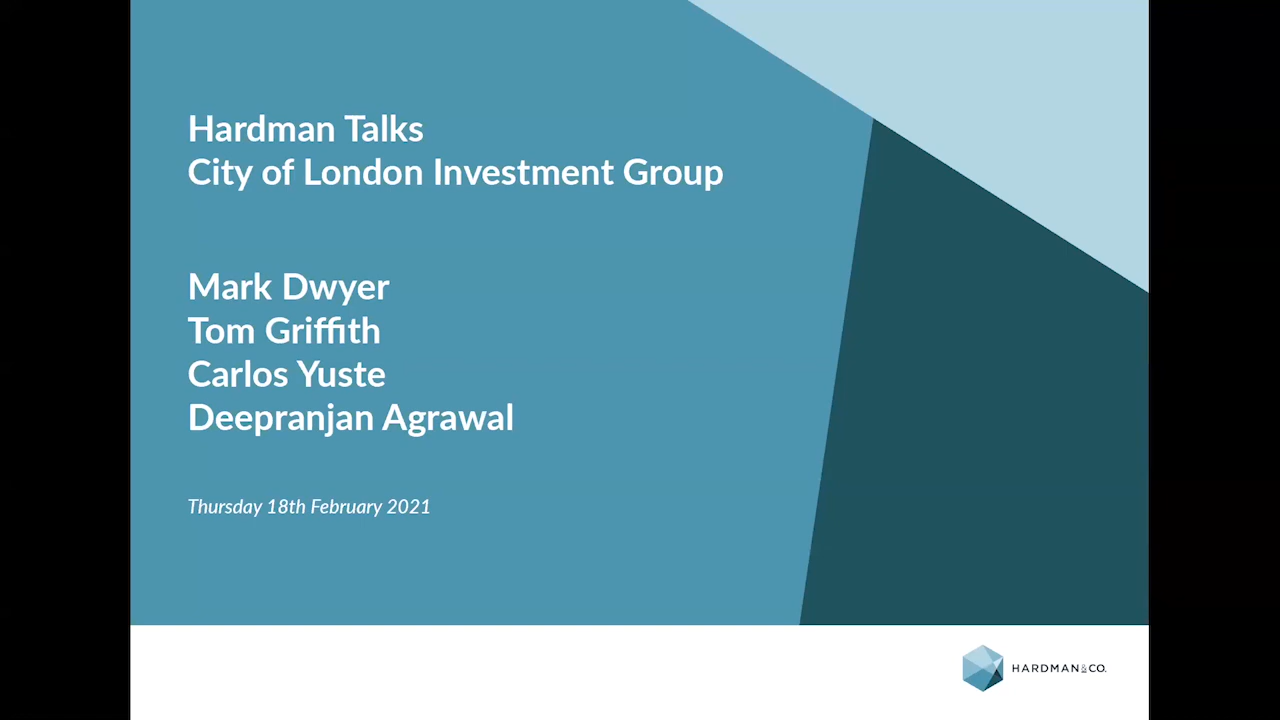 Hardman Talks
City of London Investment Group
Mark Dwyer
Tom Griffith
Carlos Yuste
Deepranjan Agrawal
Thursday 18th February 2021
HARDMAN&CO.